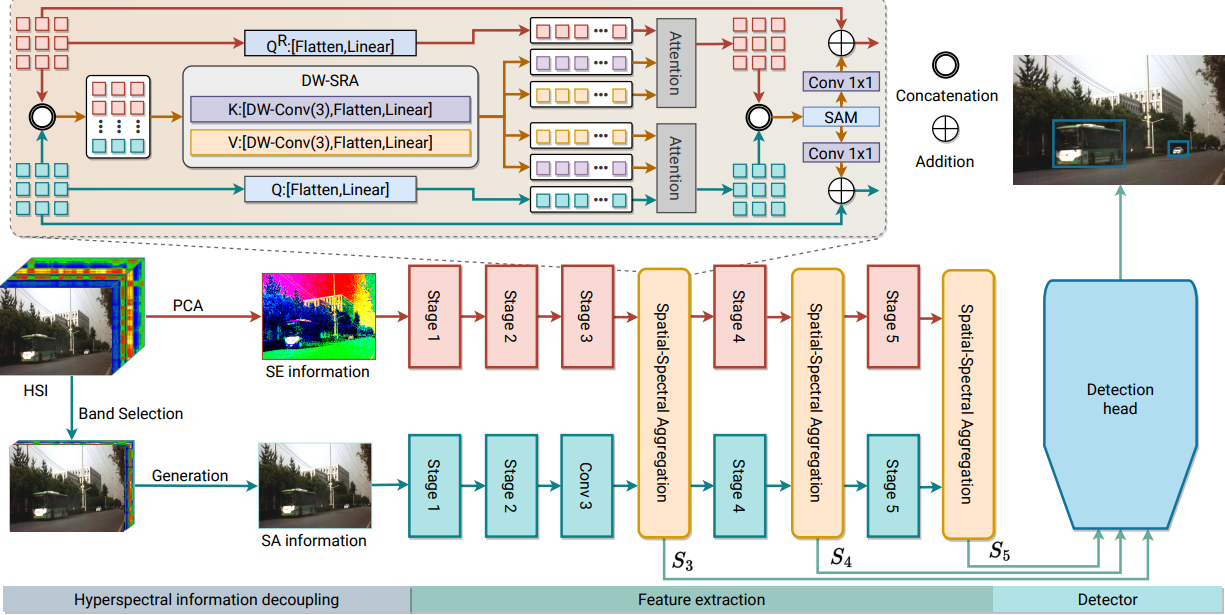 Q^R:[Flatten,Linear]
DW-SRA
K:[DW-Conv(3),Flatten,Linear]
V:[DW-Conv(3),Flatten,Linear]
Q:[Flatten,Linear]
Attention
Attention
Conv 1x1
SAM
Conv 1x1
Concatenation
Addition
HSI
PCA
SE information
Band Selection
Generation
SA information
Stage 1
Stage 2
Stage 3
Spatial-Spectral Aggregation
Stage 4
Spatial-Spectral Aggregation
Stage 5
Spatial-Spectral Aggregation
Stage 1
Stage 2
Conv 3
Stage 4
Stage 5
S3
S4
S5
Detection
head
Hyperspectral information decoupling
Feature extraction
Detector